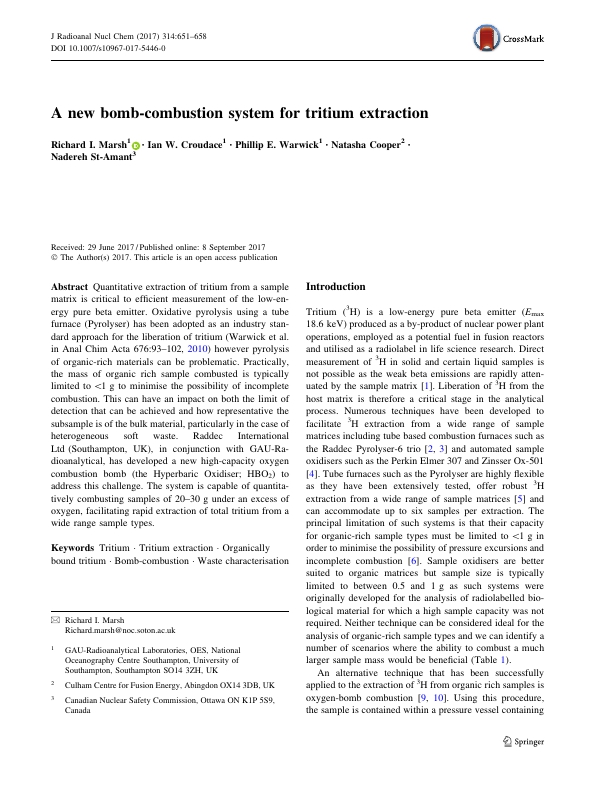 J Radioanal Nucl Chem (2017) 314:651–658
DOI 10.1007/s10967-017-5446-0
CrossMark
A new bomb-combustion system for tritium extraction
Richard I. Marsh1 iD · Ian W. Croudace1 · Phillip E. Warwick1 · Natasha Cooper2 ·
Nadereh St-Amant3
Received: 29 June 2017 / Published online: 8 September 2017
© The Author(s) 2017. This article is an open access publication
Abstract Quantitative extraction of tritium from a sample
matrix is critical to efficient measurement of the low-en-
ergy pure beta emitter. Oxidative pyrolysis using a tube
furnace (Pyrolyser) has been adopted as an industry stan-
dard approach for the liberation of tritium (Warwick et al.
in Anal Chim Acta 676:93–102, 2010) however pyrolysis
of organic-rich materials can be problematic. Practically,
the mass of organic rich sample combusted is typically
limited to <1 g to minimise the possibility of incomplete
combustion. This can have an impact on both the limit of
detection that can be achieved and how representative the
subsample is of the bulk material, particularly in the case of
heterogeneous soft waste. Raddec International
Ltd (Southampton, UK), in conjunction with GAU-Ra-
dioanalytical, has developed a new high-capacity oxygen
combustion bomb (the Hyperbaric Oxidiser; HBO2) to
address this challenge. The system is capable of quantita-
tively combusting samples of 20–30 g under an excess of
oxygen, facilitating rapid extraction of total tritium from a
wide range sample types.
Keywords Tritium · Tritium extraction · Organically
bound tritium · Bomb-combustion · Waste characterisation
✉ Richard I. Marsh
Richard.marsh@noc.soton.ac.uk
1 GAU-Radioanalytical Laboratories, OES, National
Oceanography Centre Southampton, University of
Southampton, Southampton SO14 3ZH, UK
2 Culham Centre for Fusion Energy, Abingdon OX14 3DB, UK
3 Canadian Nuclear Safety Commission, Ottawa ON K1P 5S9,
Canada
Introduction
Tritium (3H) is a low-energy pure beta emitter (Emax
18.6 keV) produced as a by-product of nuclear power plant
operations, employed as a potential fuel in fusion reactors
and utilised as a radiolabel in life science research. Direct
measurement of 3H in solid and certain liquid samples is
not possible as the weak beta emissions are rapidly atten-
uated by the sample matrix [1]. Liberation of 3H from the
host matrix is therefore a critical stage in the analytical
process. Numerous techniques have been developed to
facilitate 3H extraction from a wide range of sample
matrices including tube based combustion furnaces such as
the Raddec Pyrolyser-6 trio [2, 3] and automated sample
oxidisers such as the Perkin Elmer 307 and Zinsser Ox-501
[4]. Tube furnaces such as the Pyrolyser are highly flexible
as they have been extensively tested, offer robust 3H
extraction from a wide range of sample matrices [5] and
can accommodate up to six samples per extraction. The
principal limitation of such systems is that their capacity
for organic-rich sample types must be limited to <1 g in
order to minimise the possibility of pressure excursions and
incomplete combustion [6]. Sample oxidisers are better
suited to organic matrices but sample size is typically
limited to between 0.5 and 1 g as such systems were
originally developed for the analysis of radiolabelled bio-
logical material for which a high sample capacity was not
required. Neither technique can be considered ideal for the
analysis of organic-rich sample types and we can identify a
number of scenarios where the ability to combust a much
larger sample mass would be beneficial (Table 1).
An alternative technique that has been successfully
applied to the extraction of 3H from organic rich samples is
oxygen-bomb combustion [9, 10]. Using this procedure,
the sample is contained within a pressure vessel containing
Springer